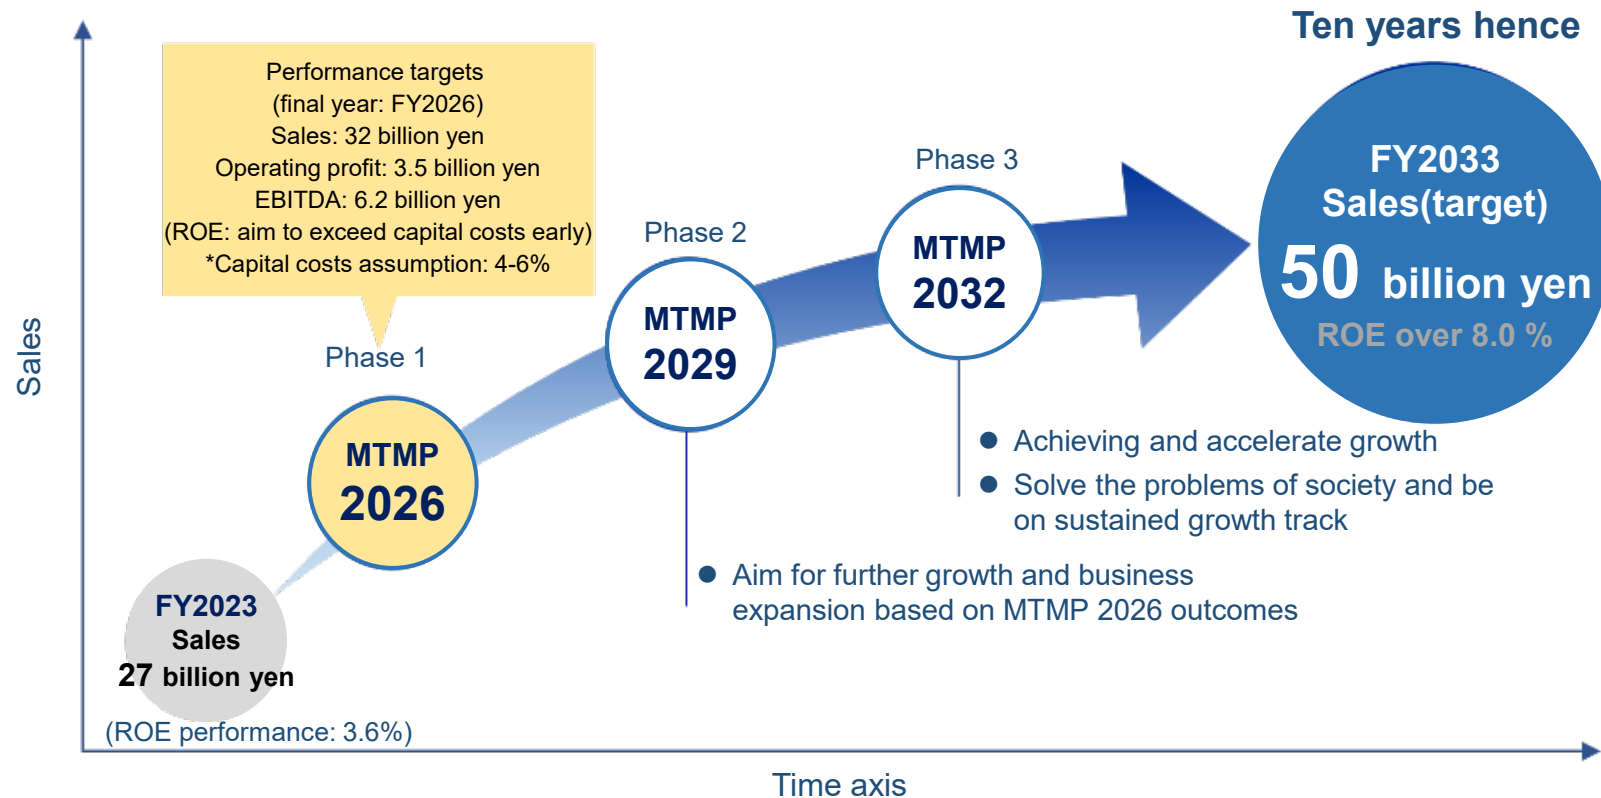 Ten years hence
Performance targets
(final year: FY2026)
Sales: 32 billion yen
Operating profit: 3.5 billion yen
EBITDA: 6.2 billion yen
(ROE: aim to exceed capital costs early)
*Capital costs assumption: 4-6%
Phase 1
MTMP
2026
Phase 2
MTMP
2029
Phase 3
MTMP
2032
FY2033
Sales(target)
50 billion yen
ROE over 8.0 %
Achieving and accelerate growth
Solve the problems of society and be
on sustained growth track
Aim for further growth and business
expansion based on MTMP 2026 outcomes
FY2023
Sales
27 billion yen
(ROE performance: 3.6%)
Sales
Time axis